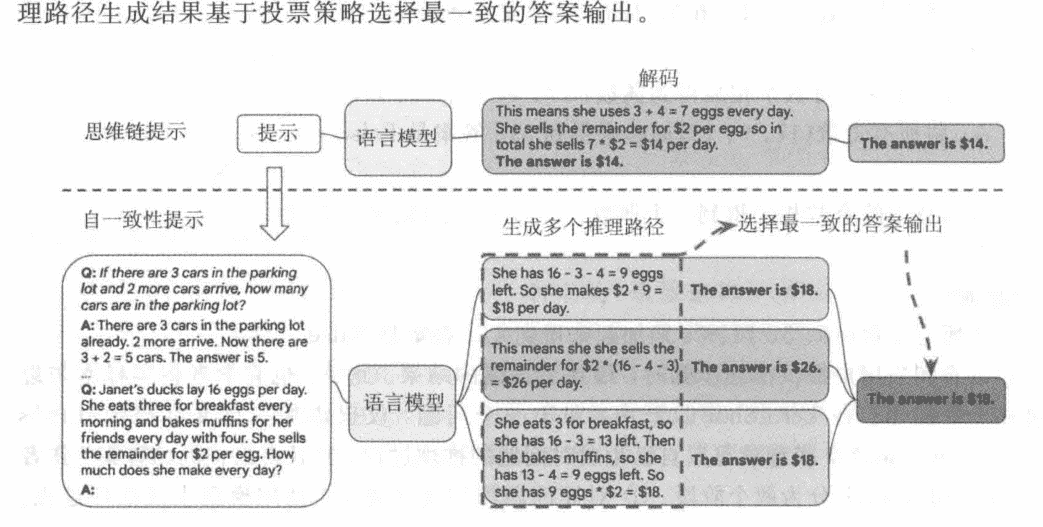 理路径生成结果基于投票策略选择最一致的答案输出。
解码
思维链提示
提示
语言模型
This means she uses 3 + 4 = 7 eggs every day.
She sells the remainder for $2 per egg, so in
total she sells 7 * $2 = $14 per day.
The answer is $14.
The answer is $14.
自一致性提示
生成多个推理路径
选择最一致的答案输出
Q: If there are 3 cars in the parking
lot and 2 more cars arrive, how many
cars are in the parking lot?
A: There are 3 cars in the parking lot
already. 2 more arrive. Now there are
3 + 2 = 5 cars. The answer is 5.
...
Q: Janet's ducks lay 16 eggs per day.
She eats three for breakfast every
morning and bakes muffins for her
friends every day with four. She sells
the remainder for $2 per egg. How
much does she make every day?
A:
语言模型
She has 16 - 3 - 4 = 9 eggs
left. So she makes $2 * 9 =
$18 per day.
The answer is $18.
This means she she sells the
remainder for $2 * (16 - 4 - 3)
= $26 per day.
The answer is $26.
She eats 3 for breakfast, so
she has 16 - 3 = 13 left. Then
she bakes muffins, so she
has 13 - 4 = 9 eggs left. So
she has 9 eggs * $2 = $18.
The answer is $18.
The answer is $18.